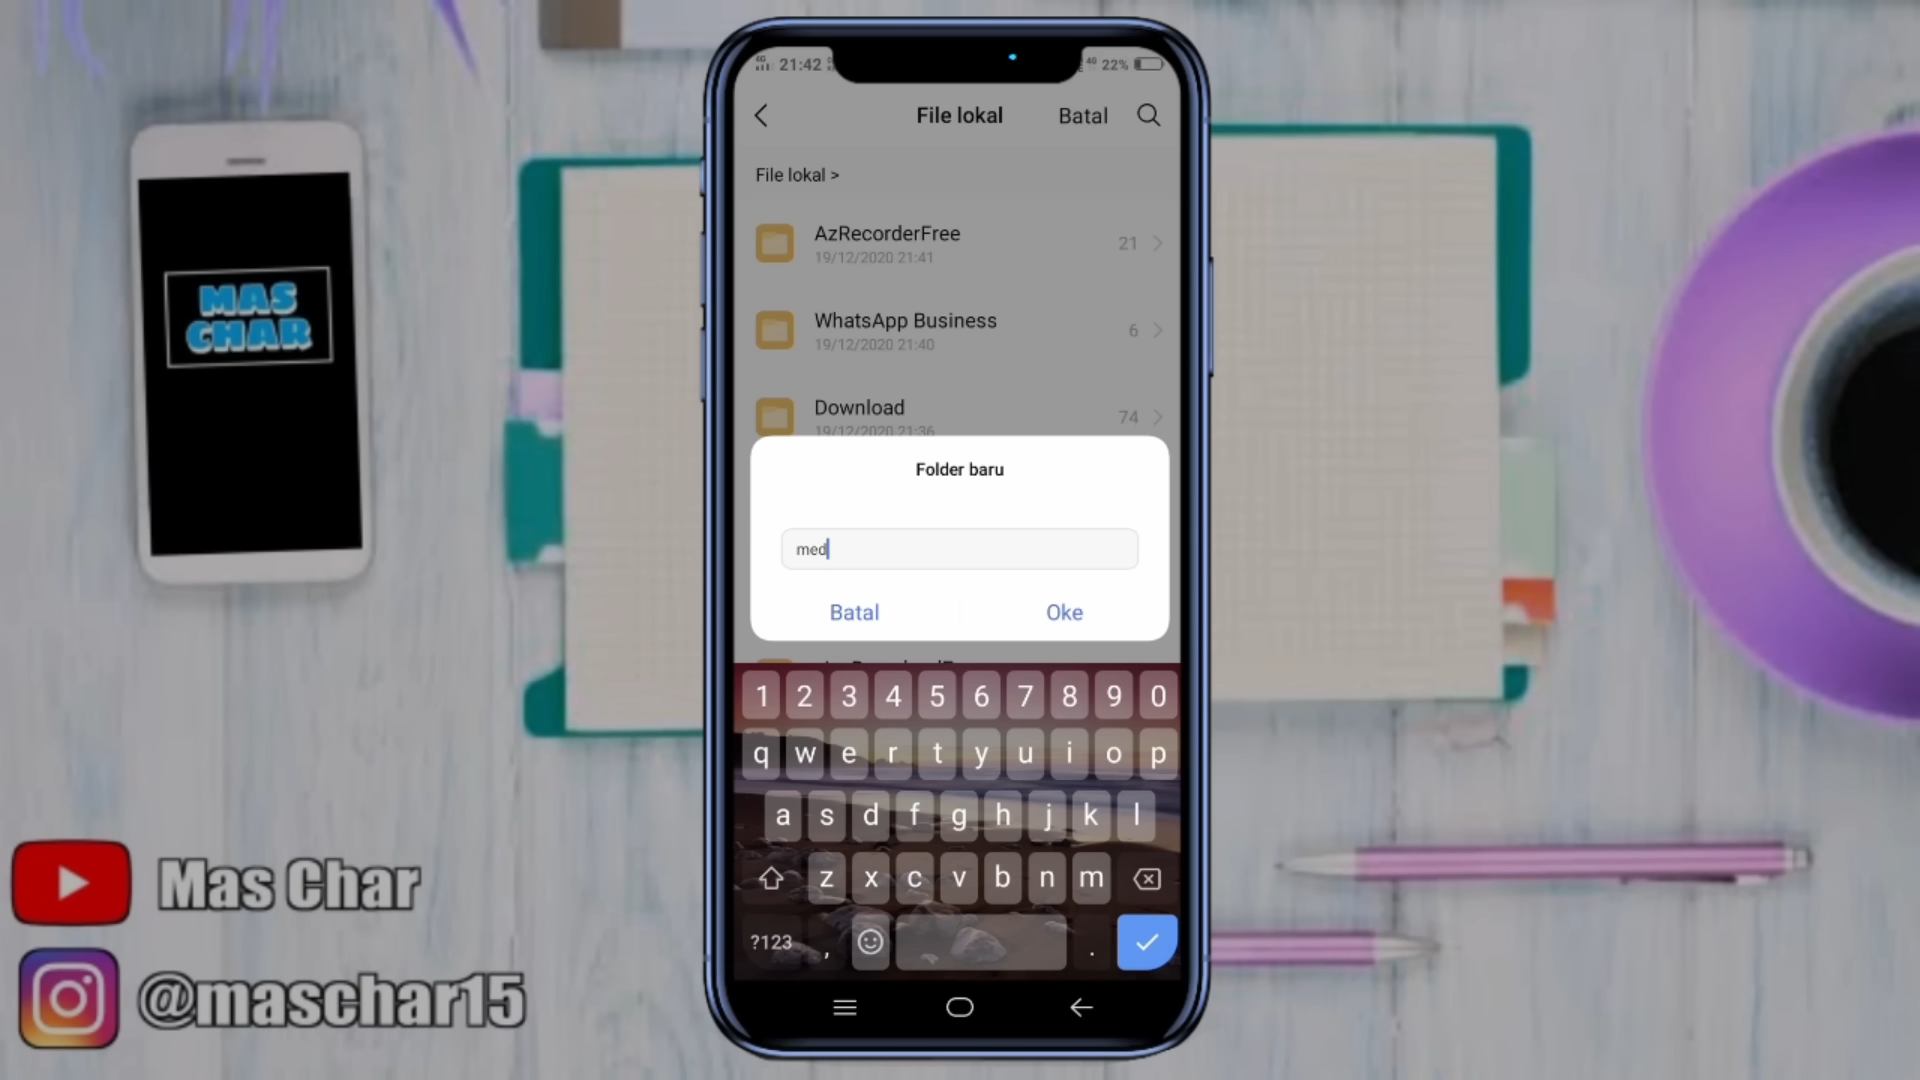 21:42
4G 22%
File lokal
Batal
File lokal >
AzRecorderFree
21
19/12/2020 21:41
WhatsApp Business
6
19/12/2020 21:40
Download
74
19/12/2020 21:36
Folder baru
med
Batal
Oke
1 2 3 4 5 6 7 8 9 0
q w e r t y u i o p
a s d f g h j k l
z x c v b n m
?123 , .
MAS
CHAR
Mas Char
@maschar15